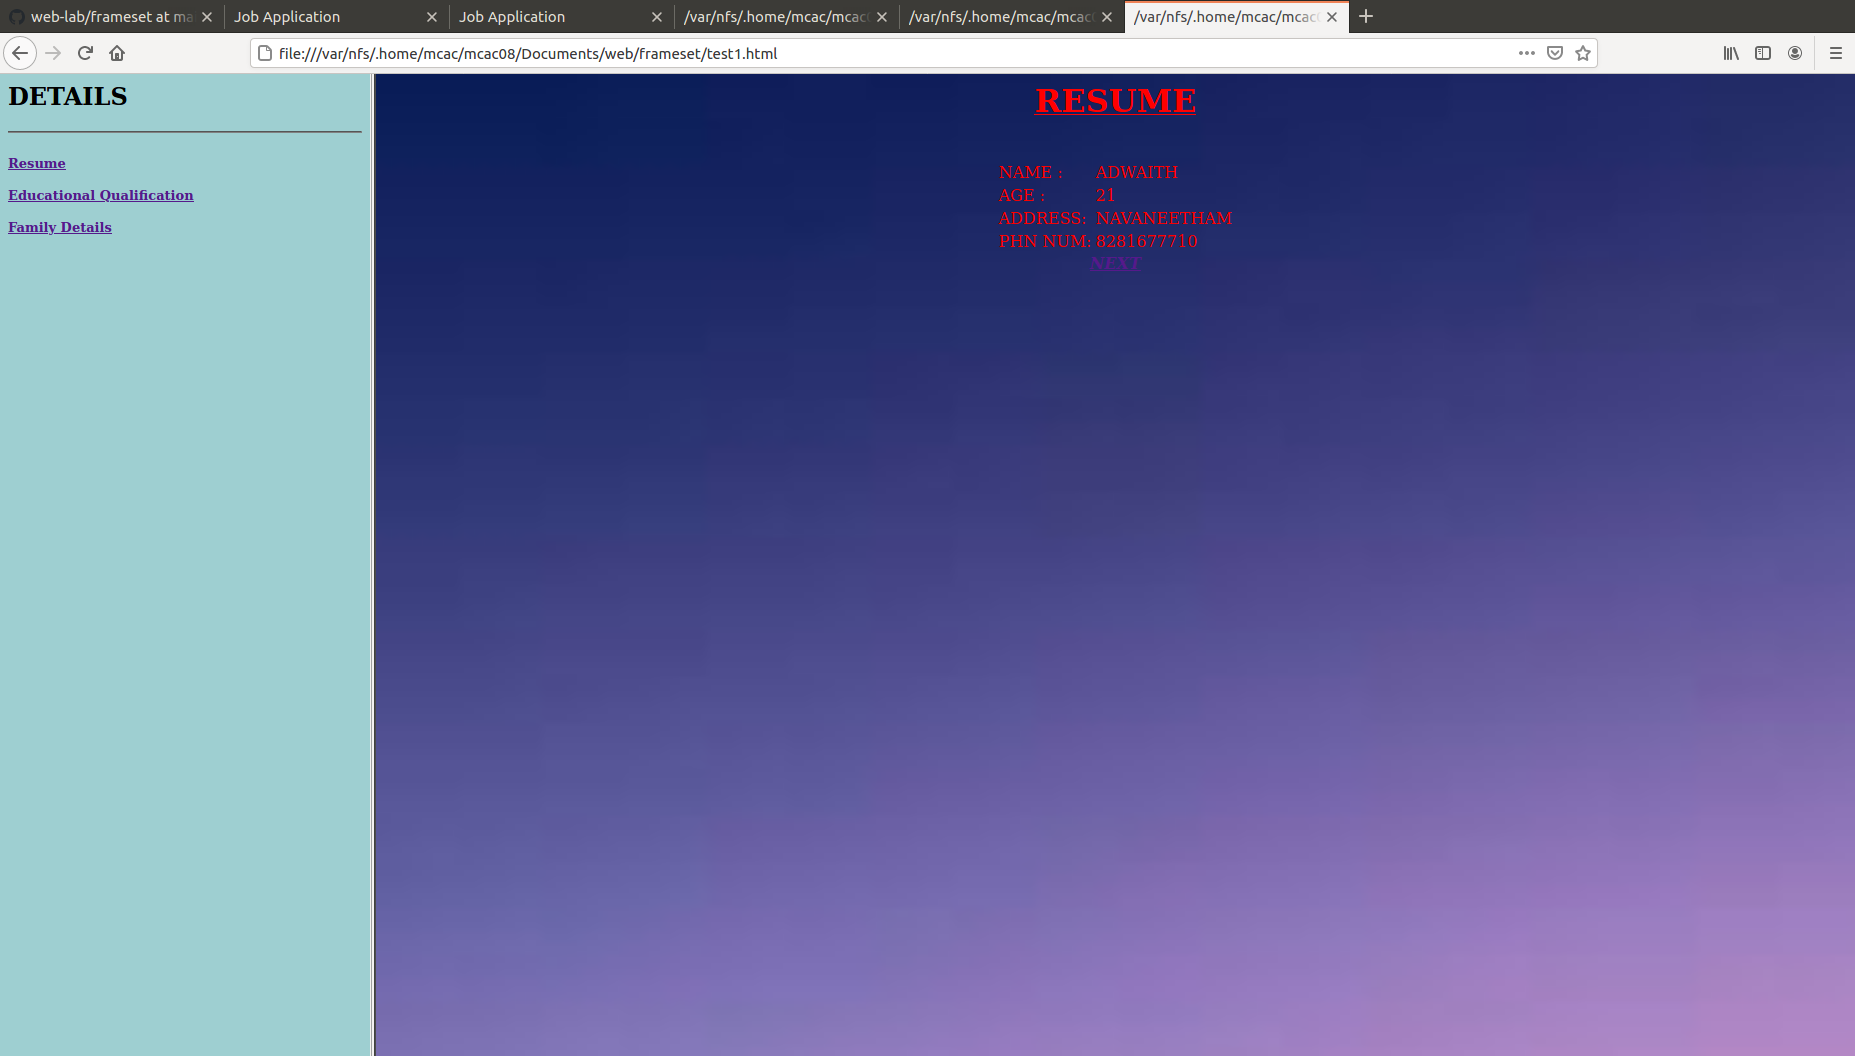 web-lab/frameset at ma
Job Application
Job Application
/var/nfs/.home/mcac/mcac
/var/nfs/.home/mcac/mcac
/var/nfs/.home/mcac/mcac
file:///var/nfs/.home/mcac/mcac08/Documents/web/frameset/test1.html
DETAILS
Resume
Educational Qualification
Family Details
RESUME
NAME : ADWAITH
AGE : 21
ADDRESS: NAVANEETHAM
PHN NUM: 8281677710
NEXT